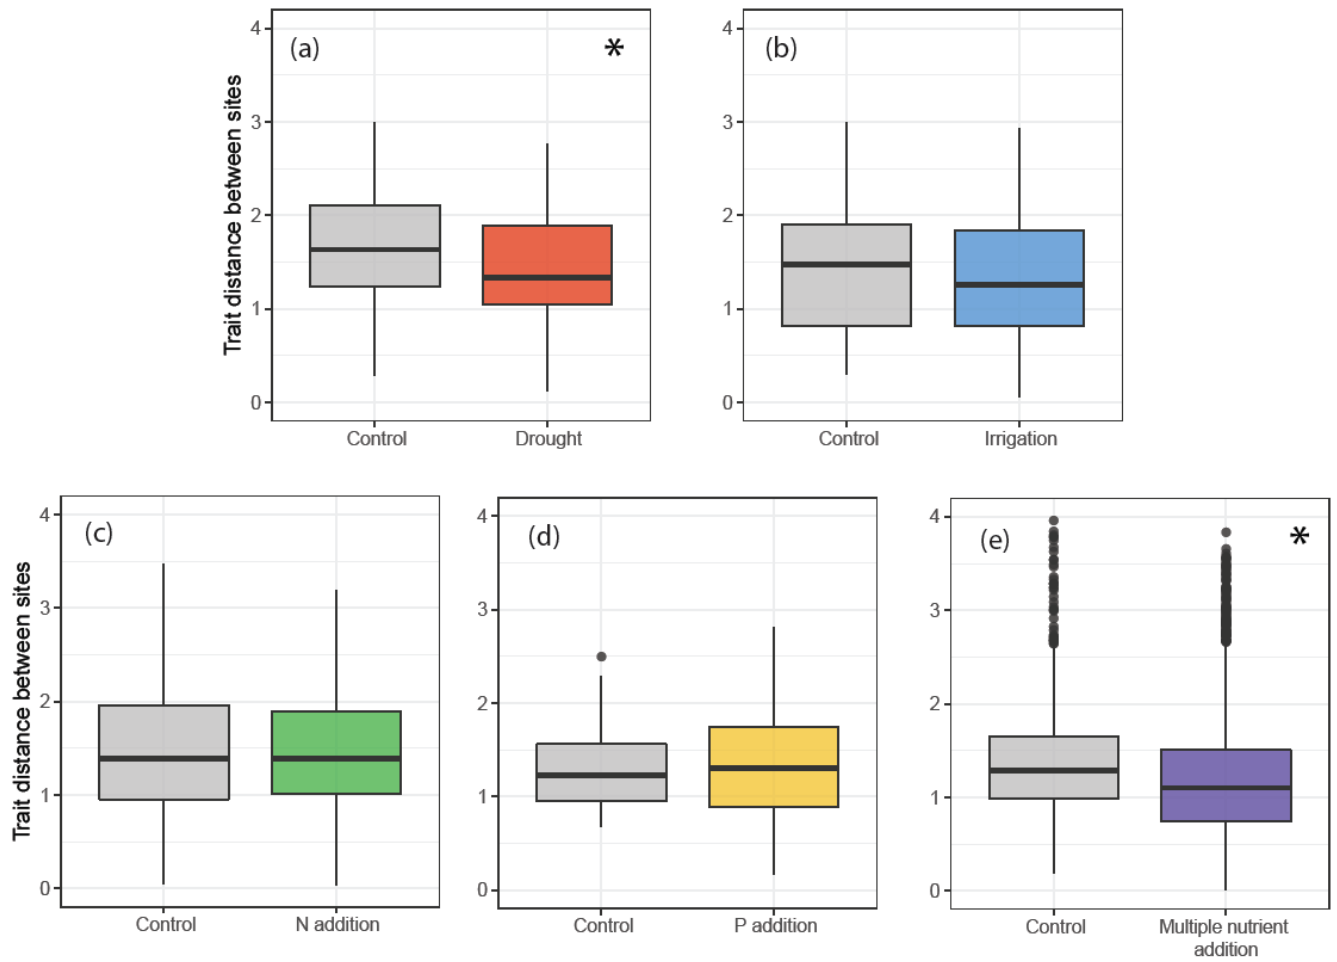 (a)
*
4
3
2
1
0
Trait distance between sites
Control
Drought
(b)
4
3
2
1
0
Control
Irrigation
(c)
4
3
2
1
0
Trait distance between sites
Control
N addition
(d)
4
3
2
1
0
Control
P addition
(e)
*
4
3
2
1
0
Control
Multiple nutrient
addition